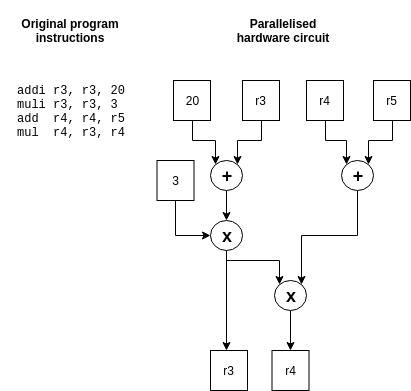 Original program
instructions
Parallelised
hardware circuit
addi r3, r3, 20
muli r3, r3, 3
add  r4, r4, r5
mul  r4, r3, r4
20
r3
r4
r5
3
+
+
x
x
r3
r4